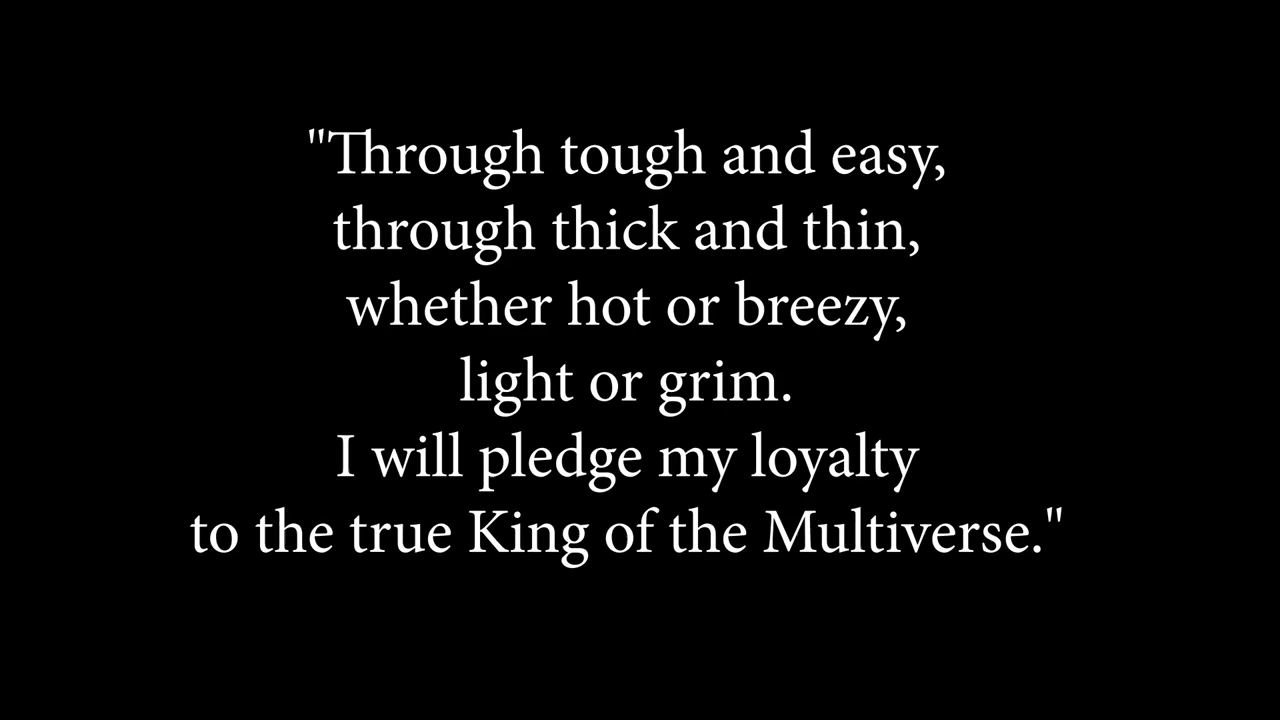 "Through tough and easy,
through thick and thin,
whether hot or breezy,
light or grim.
I will pledge my loyalty
to the true King of the Multiverse."